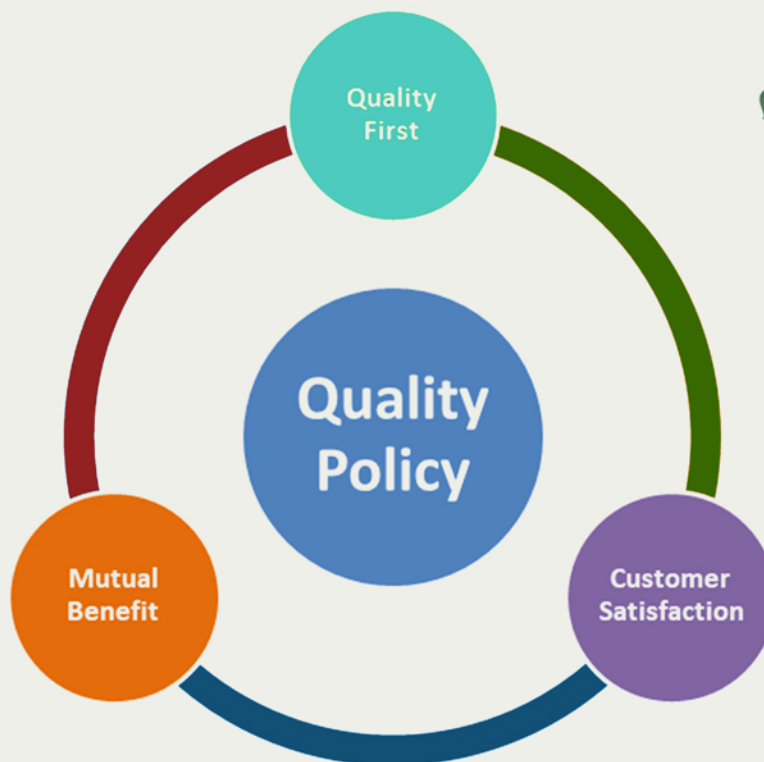 Quality
First
Quality
Policy
Mutual
Benefit
Customer
Satisfaction